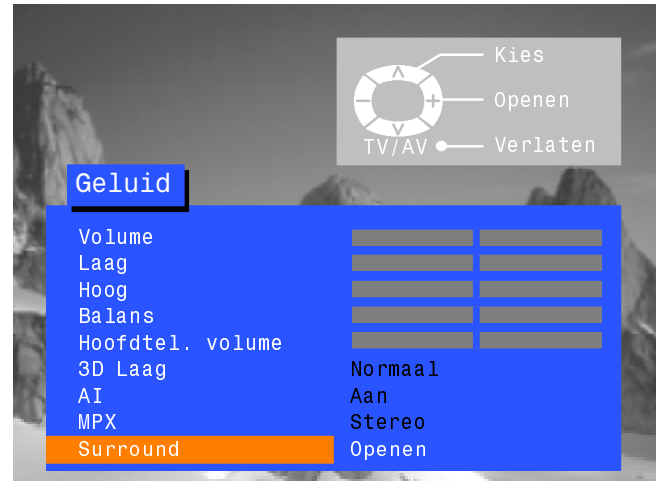 Kies
Openen
TV/AV Verlaten
Geluid
Volume
Laag
Hoog
Balans
Hoofdtel. volume
3D Laag Normaal
AI Aan
MPX Stereo
Surround Openen